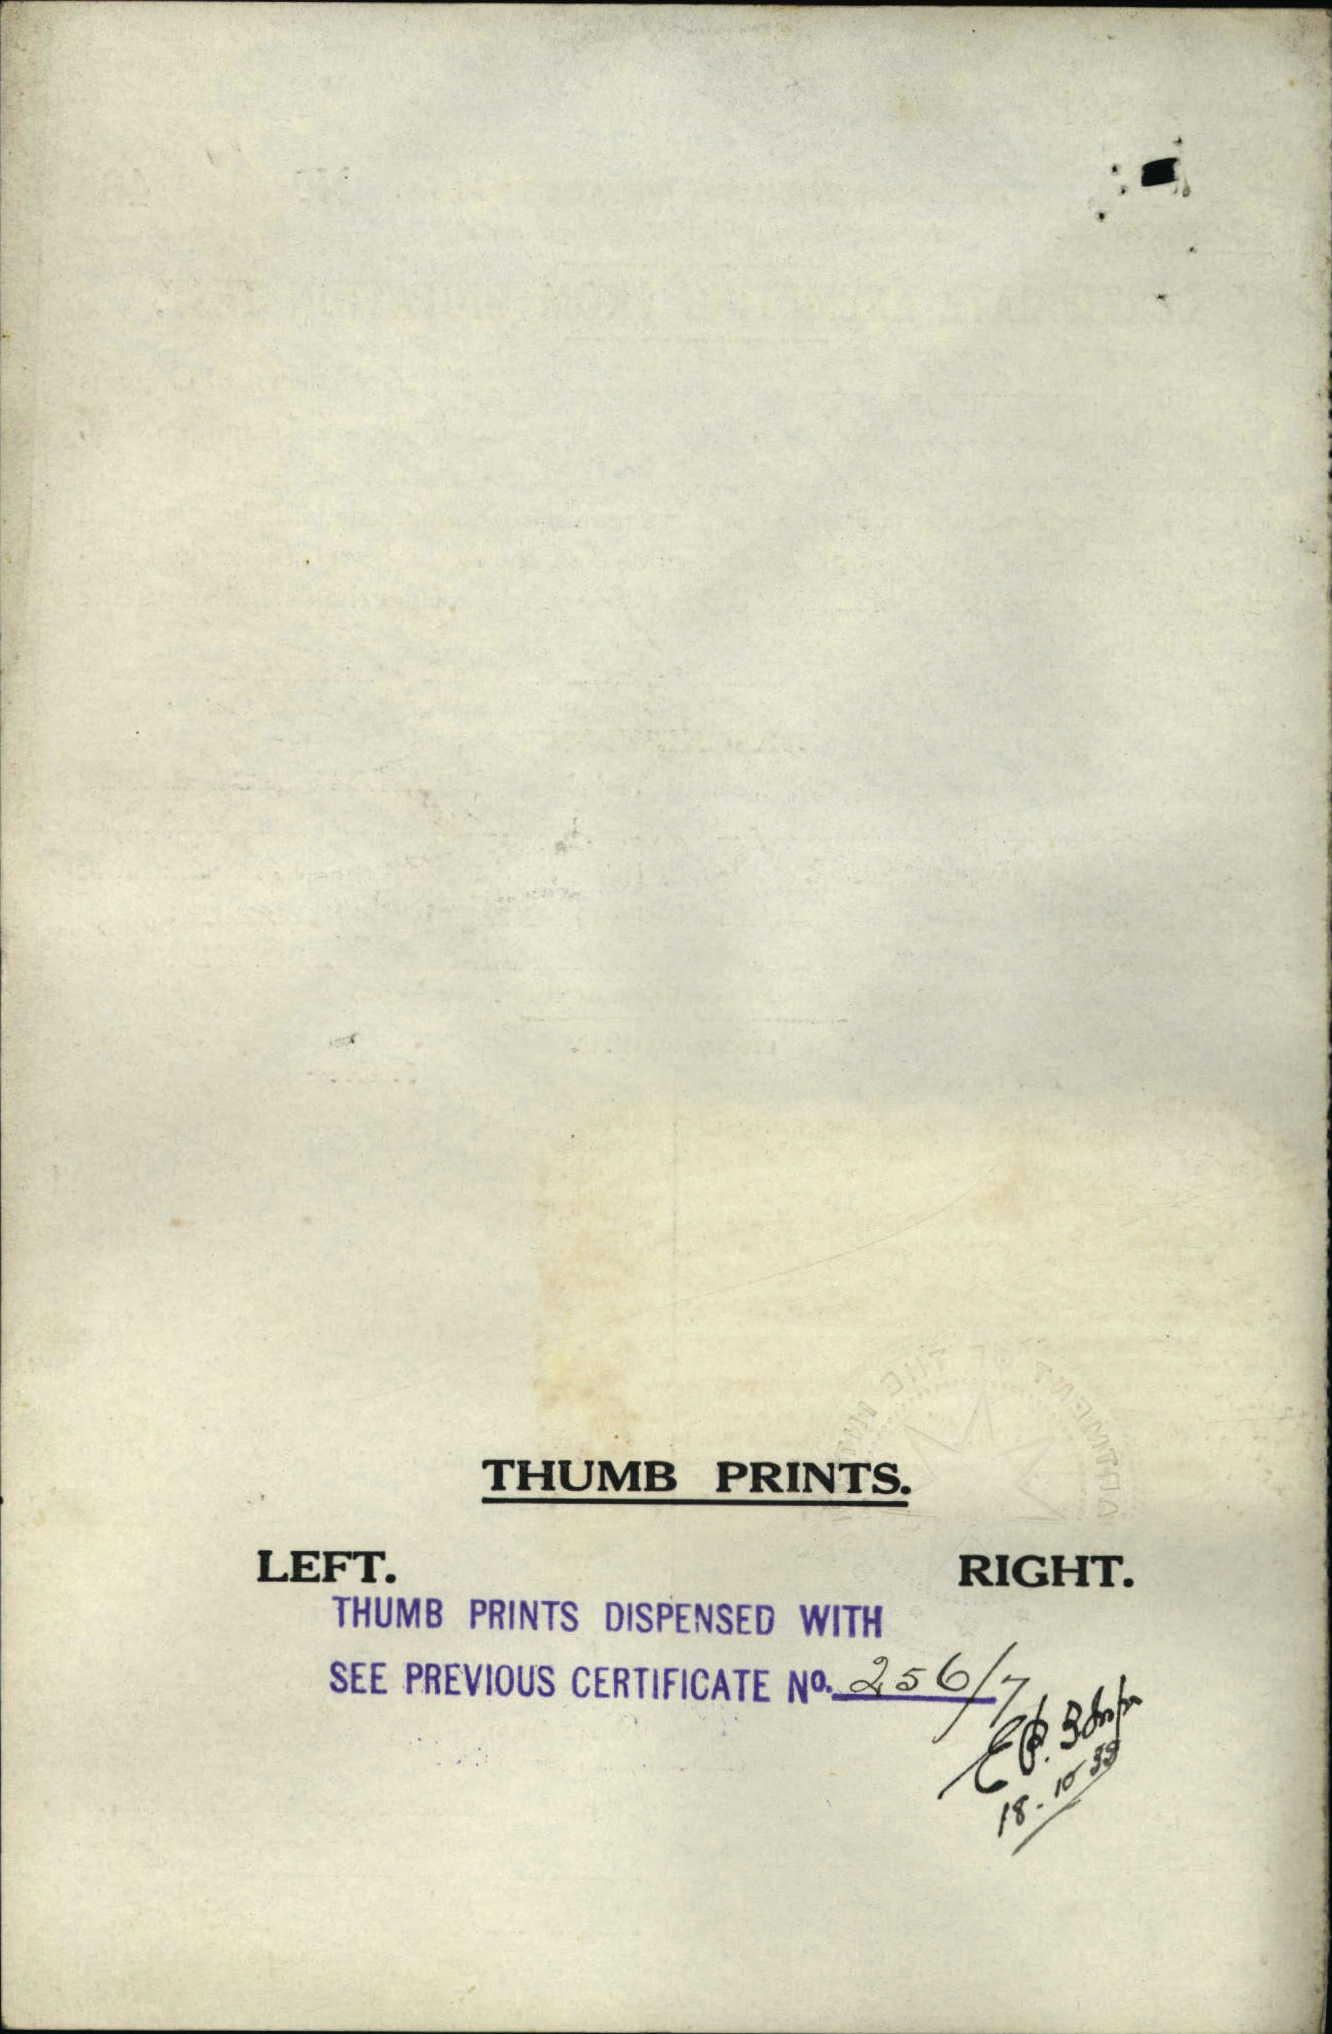 THUMB PRINTS.
LEFT. RIGHT.
THUMB PRINTS DISPENSED WITH
SEE PREVIOUS CERTIFICATE No. 256/7
18-10-33